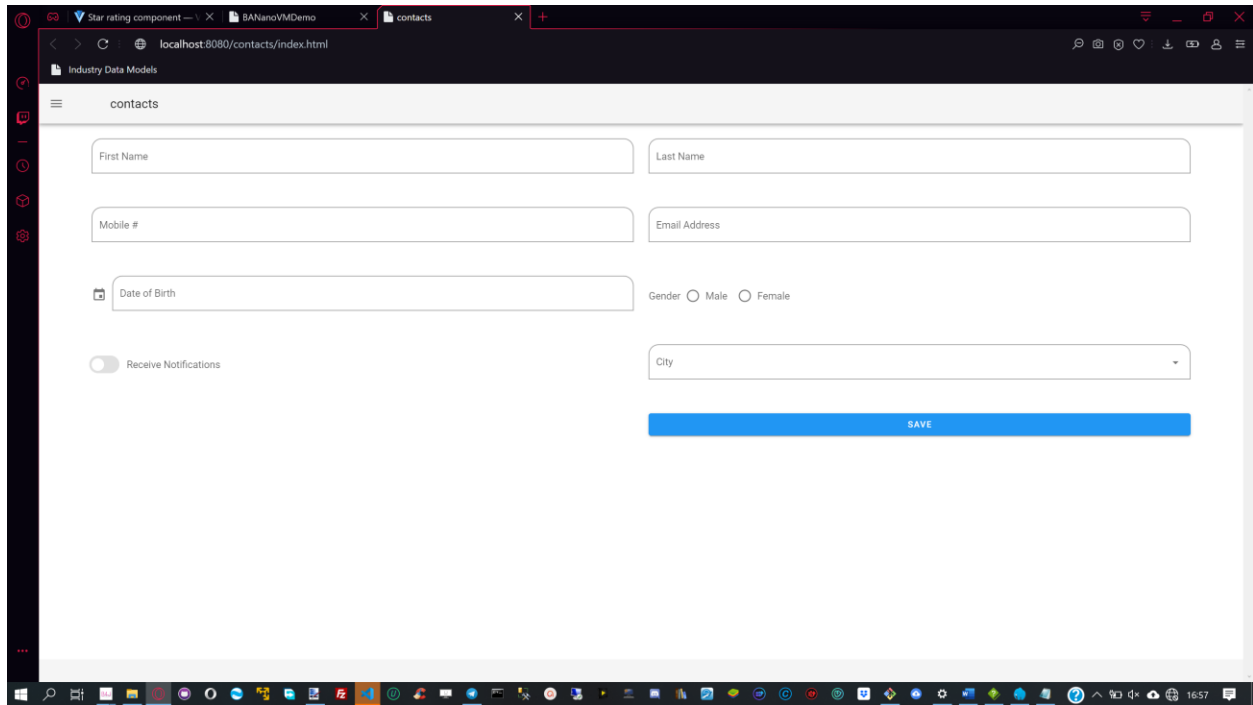 Star rating component — V
BANanoVMDemo
contacts
localhost:8080/contacts/index.html
Industry Data Models
contacts
First Name
Last Name
Mobile #
Email Address
Date of Birth
Gender Male Female
Receive Notifications
City
SAVE
16:57